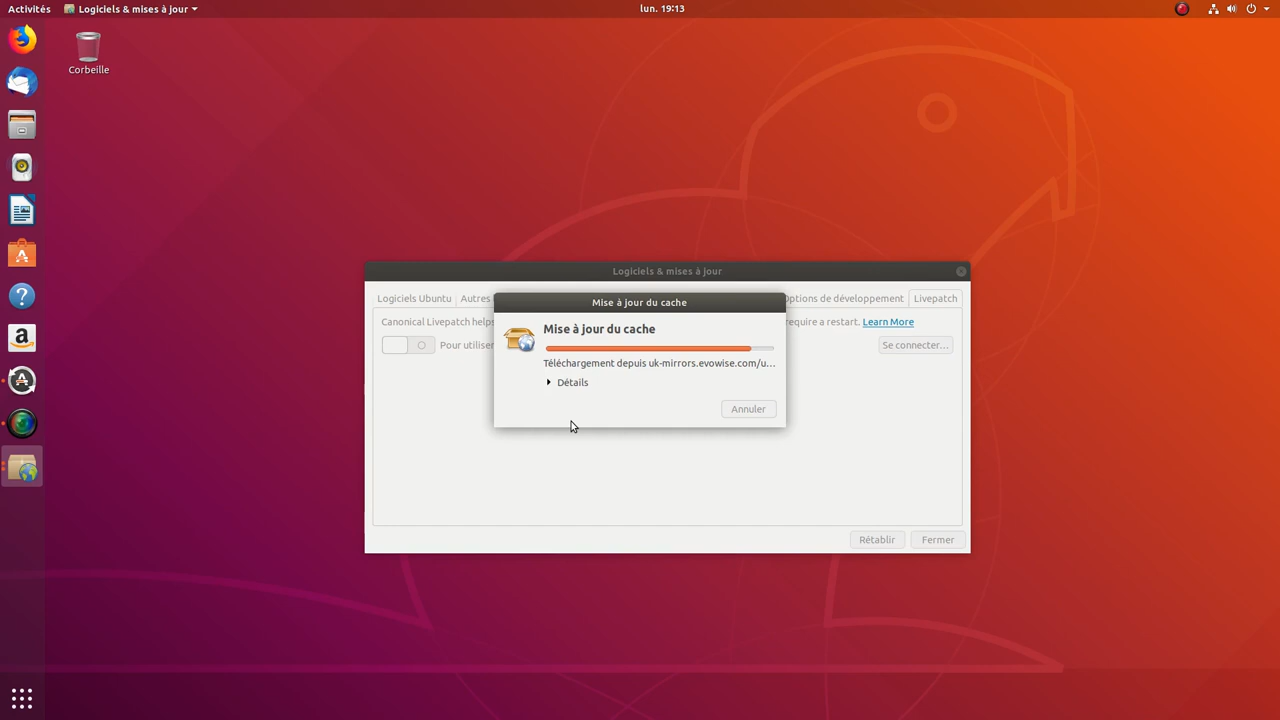 Activités Logiciels & mises à jour lun. 19:13
Corbeille
Logiciels & mises à jour
Logiciels Ubuntu Autres Options de développement Livepatch
Mise à jour du cache
Canonical Livepatch helps require a restart. Learn More
Mise à jour du cache
Pour utiliser Se connecter...
Téléchargement depuis uk-mirrors.evowise.com/u...
Détails
Annuler
Rétablir Fermer